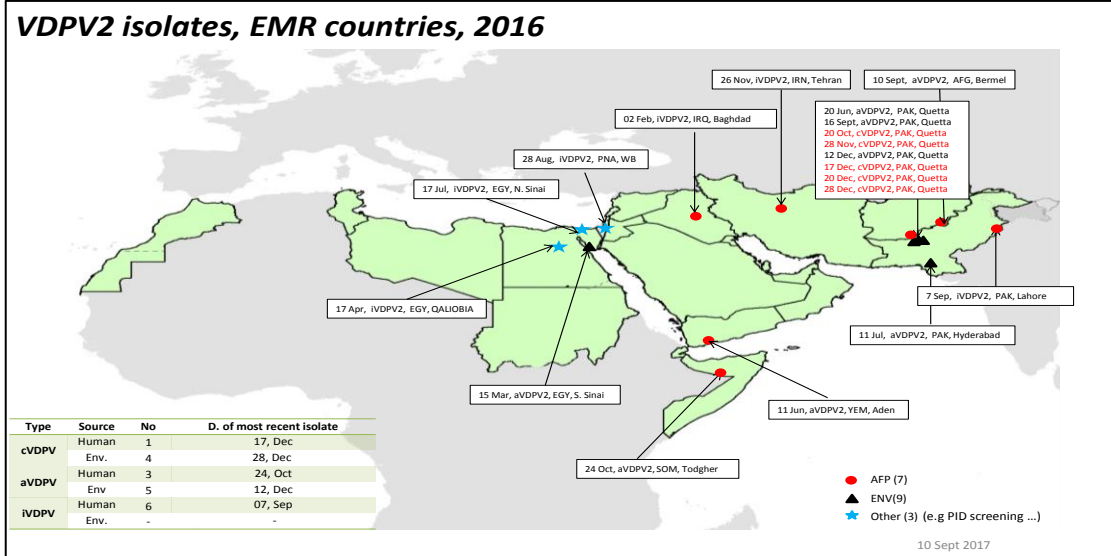 VDPV2 isolates, EMR countries, 2016
26 Nov, iVDPV2, IRN, Tehran
10 Sept, aVDPV2, AFG, Bermel
20 Jun, aVDPV2, PAK, Quetta
16 Sept, aVDPV2, PAK, Quetta
20 Oct, cVDPV2, PAK, Quetta
28 Nov, cVDPV2, PAK, Quetta
12 Dec, aVDPV2, PAK, Quetta
17 Dec, cVDPV2, PAK, Quetta
20 Dec, cVDPV2, PAK, Quetta
28 Dec, cVDPV2, PAK, Quetta
02 Feb, iVDPV2, IRQ, Baghdad
28 Aug, iVDPV2, PNA, WB
17 Jul, iVDPV2, EGY, N. Sinai
17 Apr, iVDPV2, EGY, QALIOBIA
7 Sep, iVDPV2, PAK, Lahore
11 Jul, aVDPV2, PAK, Hyderabad
15 Mar, aVDPV2, EGY, S. Sinai
11 Jun, aVDPV2, YEM, Aden
24 Oct, aVDPV2, SOM, Todgher
Type Source No D. of most recent isolate
cVDPV Human 1 17, Dec
Env. 4 28, Dec
aVDPV Human 3 24, Oct
Env 5 12, Dec
iVDPV Human 6 07, Sep
Env. - -
AFP (7)
ENV(9)
Other (3) (e.g PID screening ...)
10 Sept 2017